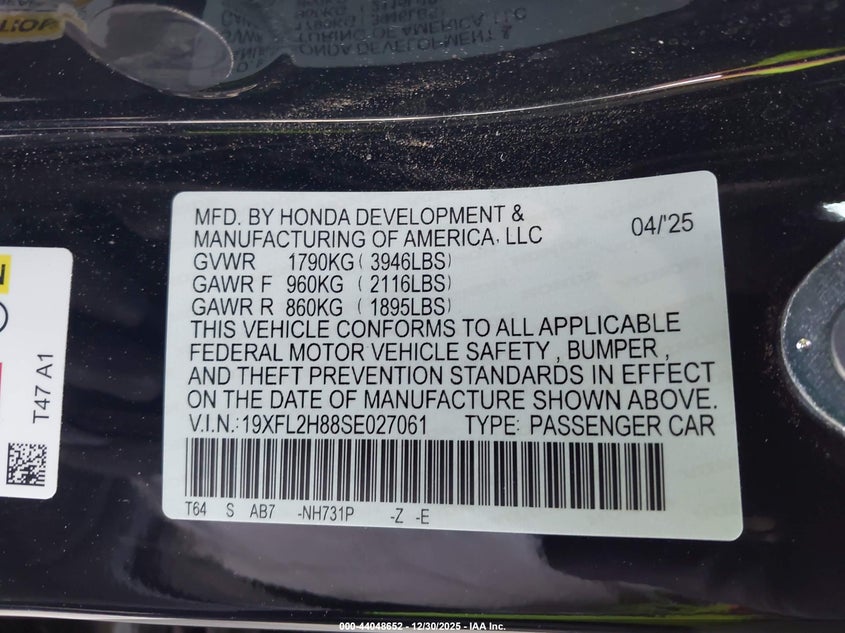 MFD. BY HONDA DEVELOPMENT &
MANUFACTURING OF AMERICA, LLC 04/'25
GVWR 1790KG ( 3946LBS )
GAWR F 960KG ( 2116LBS )
GAWR R 860KG ( 1895LBS )
THIS VEHICLE CONFORMS TO ALL APPLICABLE
FEDERAL MOTOR VEHICLE SAFETY , BUMPER ,
AND THEFT PREVENTION STANDARDS IN EFFECT
ON THE DATE OF MANUFACTURE SHOWN ABOVE.
V.I.N.: 19XFL2H88SE027061 TYPE: PASSENGER CAR
T64 S AB7 -NH731P -Z -E
T47 A1
000-44048652 - 12/30/2025 - IAA Inc.